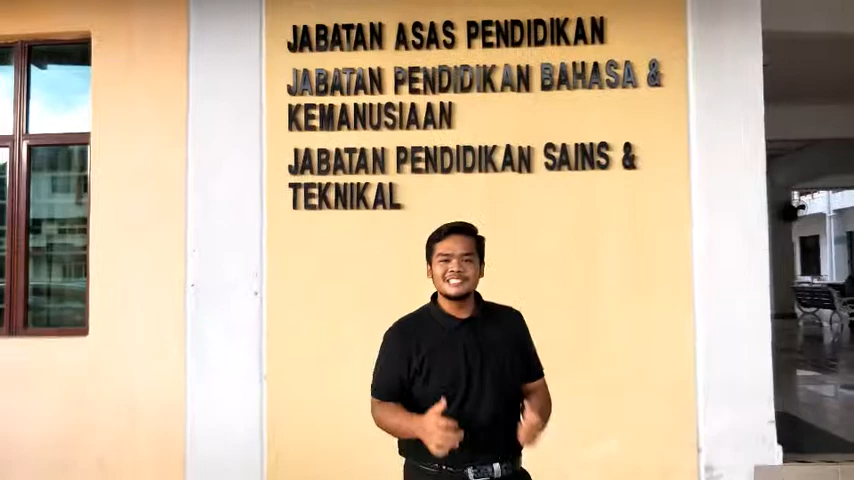 JABATAN ASAS PENDIDIKAN
JABATAN PENDIDIKAN BAHASA &
KEMANUSIAAN
JABATAN PENDIDIKAN SAINS &
TEKNIKAL